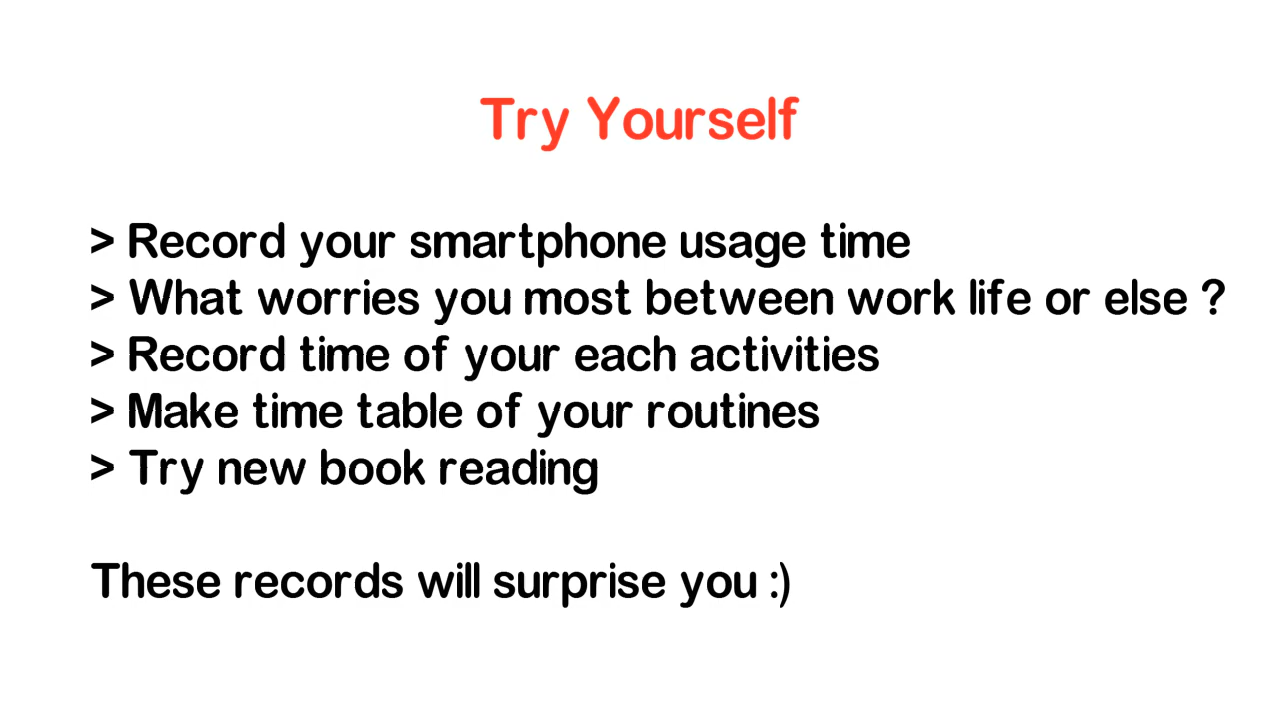 Try Yourself
> Record your smartphone usage time
> What worries you most between work life or else ?
> Record time of your each activities
> Make time table of your routines
> Try new book reading
These records will surprise you :)